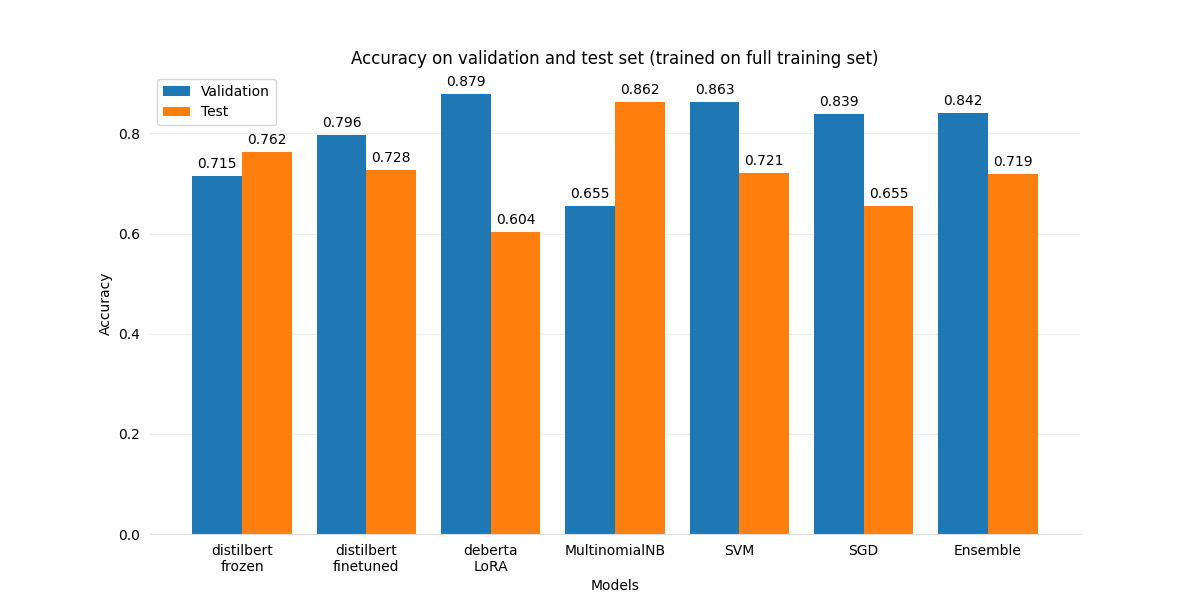 Accuracy on validation and test set (trained on full training set)
Validation
Test
0.879
0.862
0.863
0.839
0.842
0.796
0.762
0.715
0.728
0.721
0.719
0.655
0.655
0.604
0.8
0.6
0.4
0.2
0.0
Accuracy
distilbert
frozen
distilbert
finetuned
deberta
LoRA
MultinomialNB
SVM
SGD
Ensemble
Models